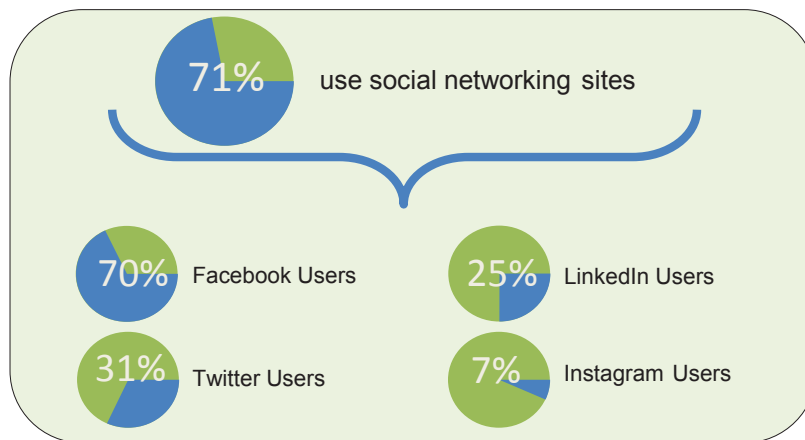 71% use social networking sites
70% Facebook Users
25% LinkedIn Users
31% Twitter Users
7% Instagram Users